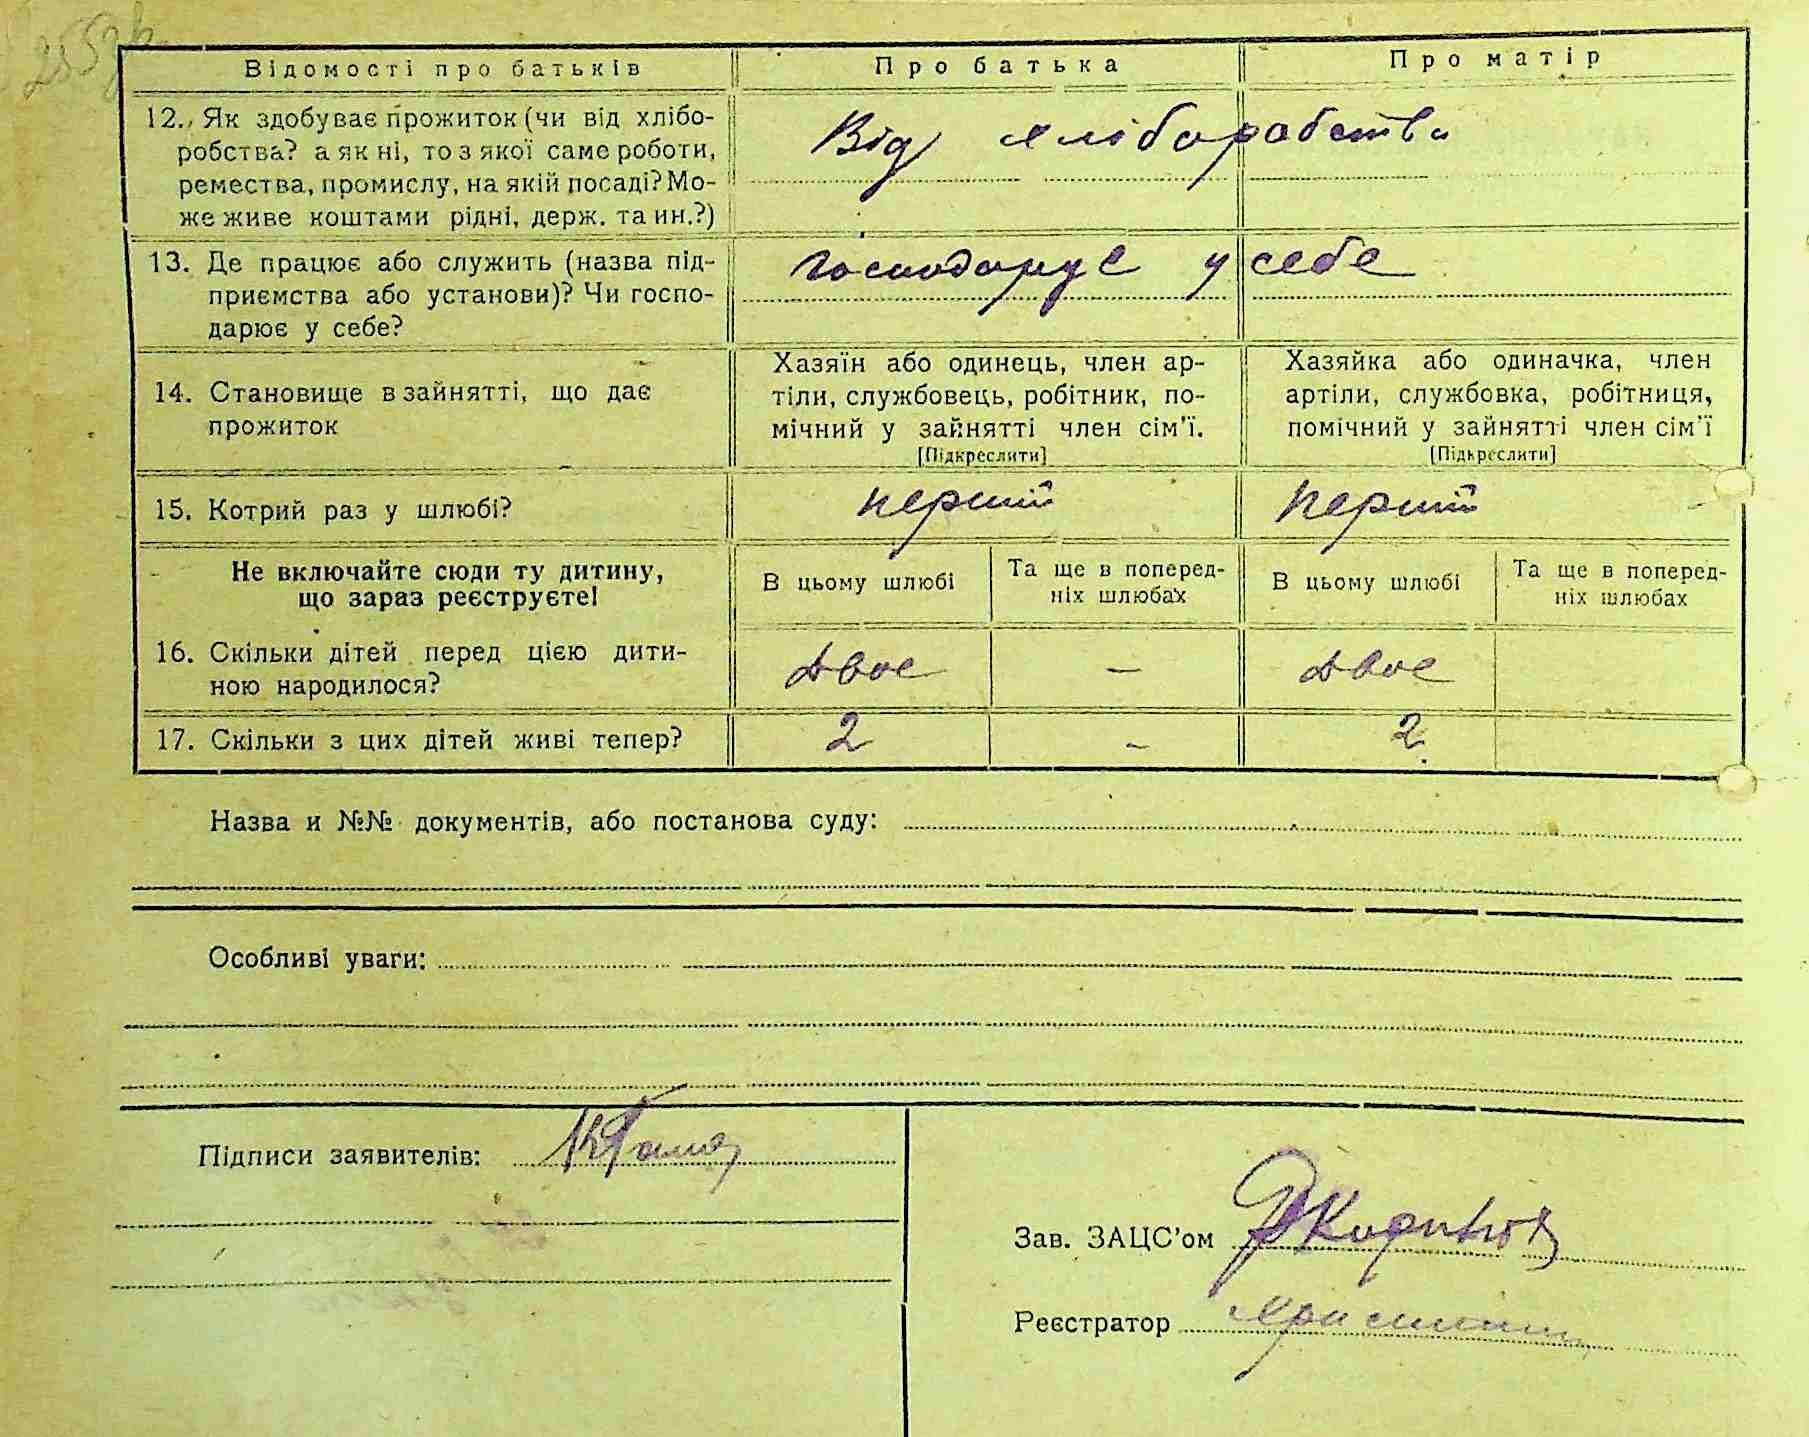 Відомості про батьків Про батька Про матір
12. Як здобуває прожиток (чи від хлібо-
робства? а як ні, то з якої саме роботи,
ремества, промислу, на якій посаді? Мо-
же живе коштами рідні, держ. та ин.?)
Від хліборобства
13. Де працює або служить (назва під-
приємства або установи)? Чи госпо-
дарює у себе?
господарує у себе
14. Становище в зайнятті, що дає
прожиток
Хазяїн або одинець, член ар-
тіли, службовець, робітник, по-
мічний у зайнятті член сім'ї.
[Підкреслити]
Хазяйка або одиначка, член
артіли, службовка, робітниця,
помічний у зайнятті член сім'ї
[Підкреслити]
15. Котрий раз у шлюбі? перший перший
Не включайте сюди ту дитину,
що зараз реєструєте!
В цьому шлюбі
Та ще в поперед-
ніх шлюбах
В цьому шлюбі
Та ще в поперед-
ніх шлюбах
16. Скільки дітей перед цією дити-
ною народилося?
двоє – двоє
17. Скільки з цих дітей живі тепер? 2 – 2
Назва и №№ документів, або постанова суду:
Особливі уваги:
Підписи заявителів:
Зав. ЗАЦС'ом
Реєстратор